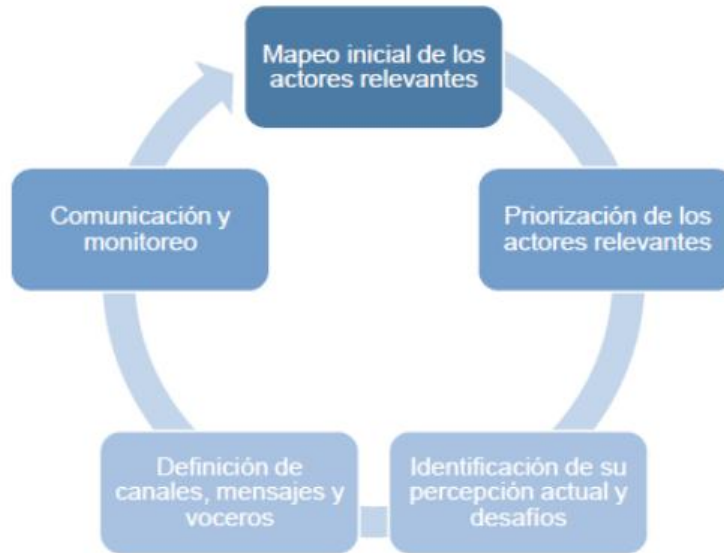 Mapeo inicial de los
actores relevantes
Priorización de los
actores relevantes
Identificación de su
percepción actual y
desafíos
Definición de
canales, mensajes y
voceros
Comunicación y
monitoreo